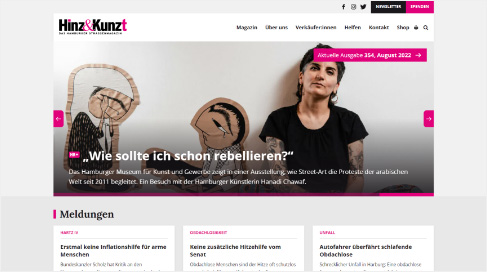 NEWSLETTER SPENDEN
Hinz&Kunzt
DAS HAMBURGER STRASSENMAGAZIN
Magazin Über uns Verkäufer:innen Helfen Kontakt Shop
Aktuelle Ausgabe 354, August 2022 →
„Wie sollte ich schon rebellieren?“
Das Hamburger Museum für Kunst und Gewerbe zeigt in einer Ausstellung, wie Street-Art die Proteste der arabischen
Welt seit 2011 begleitet. Ein Besuch mit der Hamburger Künstlerin Hanadi Chawaf.
Meldungen
HARTZ IV OBDACHLOSIGKEIT UNFALL
Erstmal keine Inflationshilfe für arme
Menschen
Bundeskanzler Scholz hat Kritik an den
Keine zusätzliche Hitzehilfe vom
Senat
Obdachlose Menschen sind der Hitze oft schutzlos
Autofahrer überfährt schlafende
Obdachlose
Schrecklicher Unfall in Harburg: Eine obdachlose